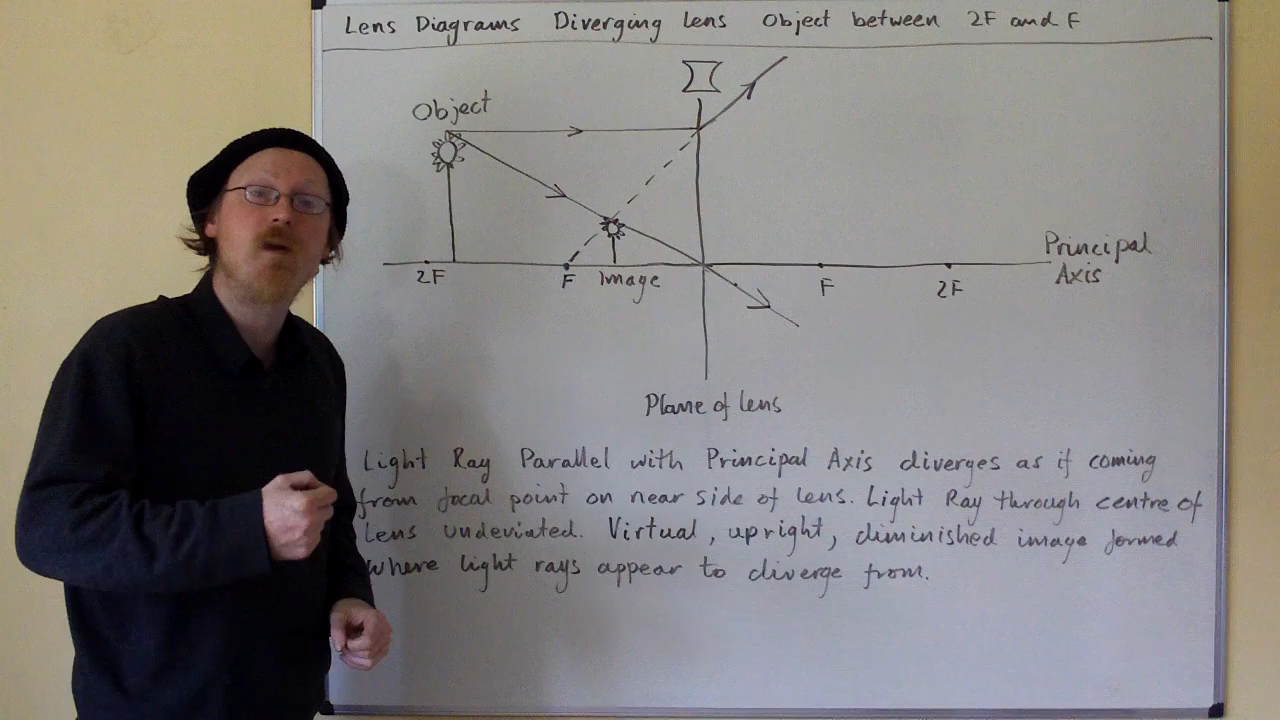 Lens Diagrams Diverging Lens Object between 2F and F
Object
Principal
Axis
2F
F
Image
F
2F
Plane of Lens
Light Ray Parallel with Principal Axis diverges as if coming
from focal point on near side of lens. Light Ray through centre of
Lens undeviated. Virtual, upright, diminished image formed
where light rays appear to diverge from.